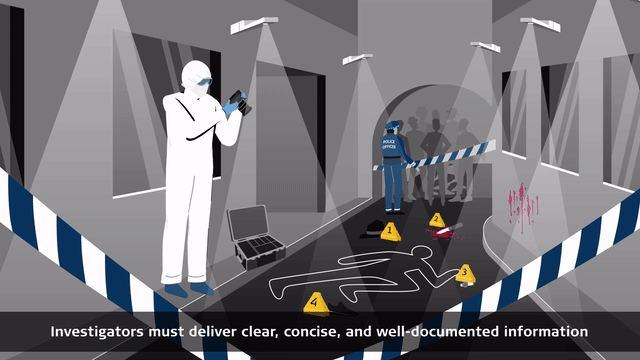 POLICE
OFFICER
2
1
3
4
Investigators must deliver clear, concise, and well-documented information